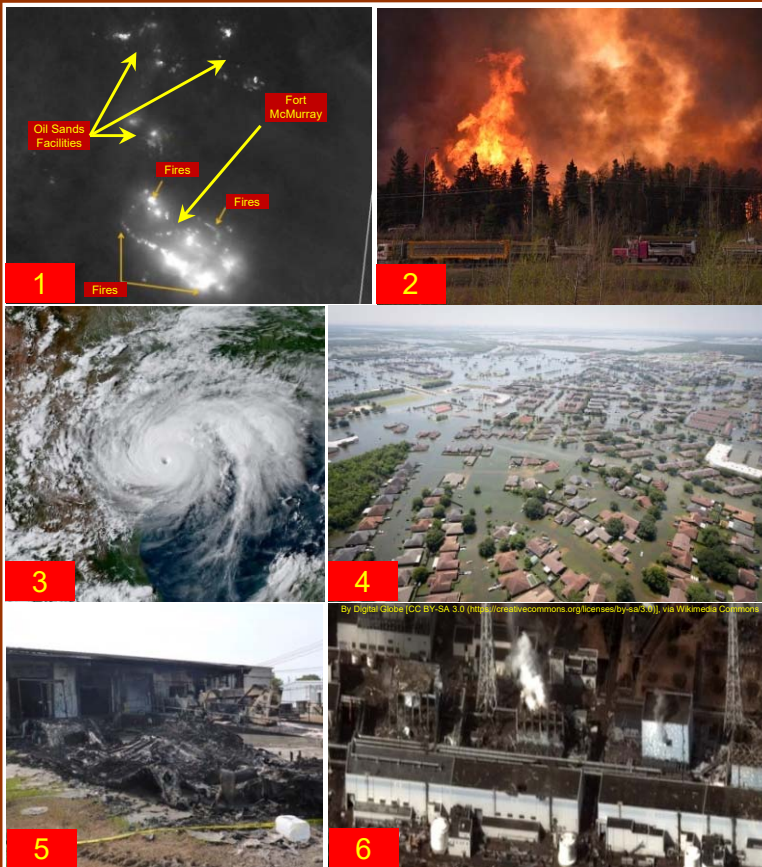 Oil Sands
Facilities
Fort
McMurray
Fires
Fires
Fires
1
2
3
4
By Digital Globe [CC BY-SA 3.0 (https://creativecommons.org/licenses/by-sa/3.0)], via Wikimedia Commons
5
6